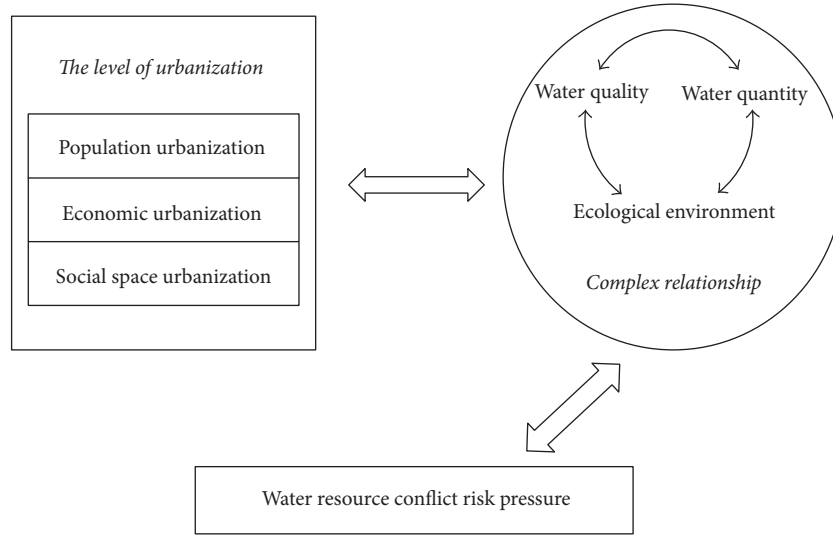 The level of urbanization
Population urbanization
Economic urbanization
Social space urbanization
Water quality
Water quantity
Ecological environment
Complex relationship
Water resource conflict risk pressure